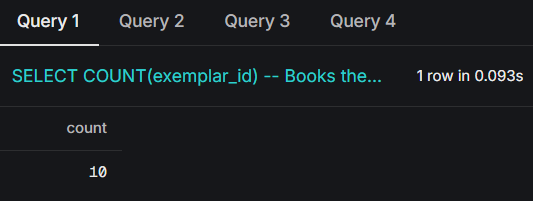 Query 1 Query 2 Query 3 Query 4
SELECT COUNT(exemplar_id) -- Books the... 1 row in 0.093s
count
10